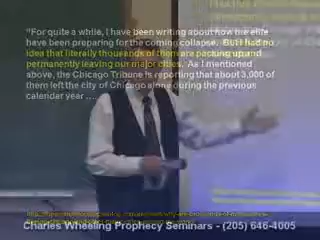 "For quite a while, I have been writing about how the elite
have been preparing for the coming collapse. But I had no
idea that literally thousands of them are packing up and
permanently leaving our major cities. As I mentioned
above, the Chicago Tribune is reporting that about 3,000 of
them left the city of Chicago alone during the previous
calendar year ....
Charles Wheeling Prophecy Seminars - (205) 646-4005